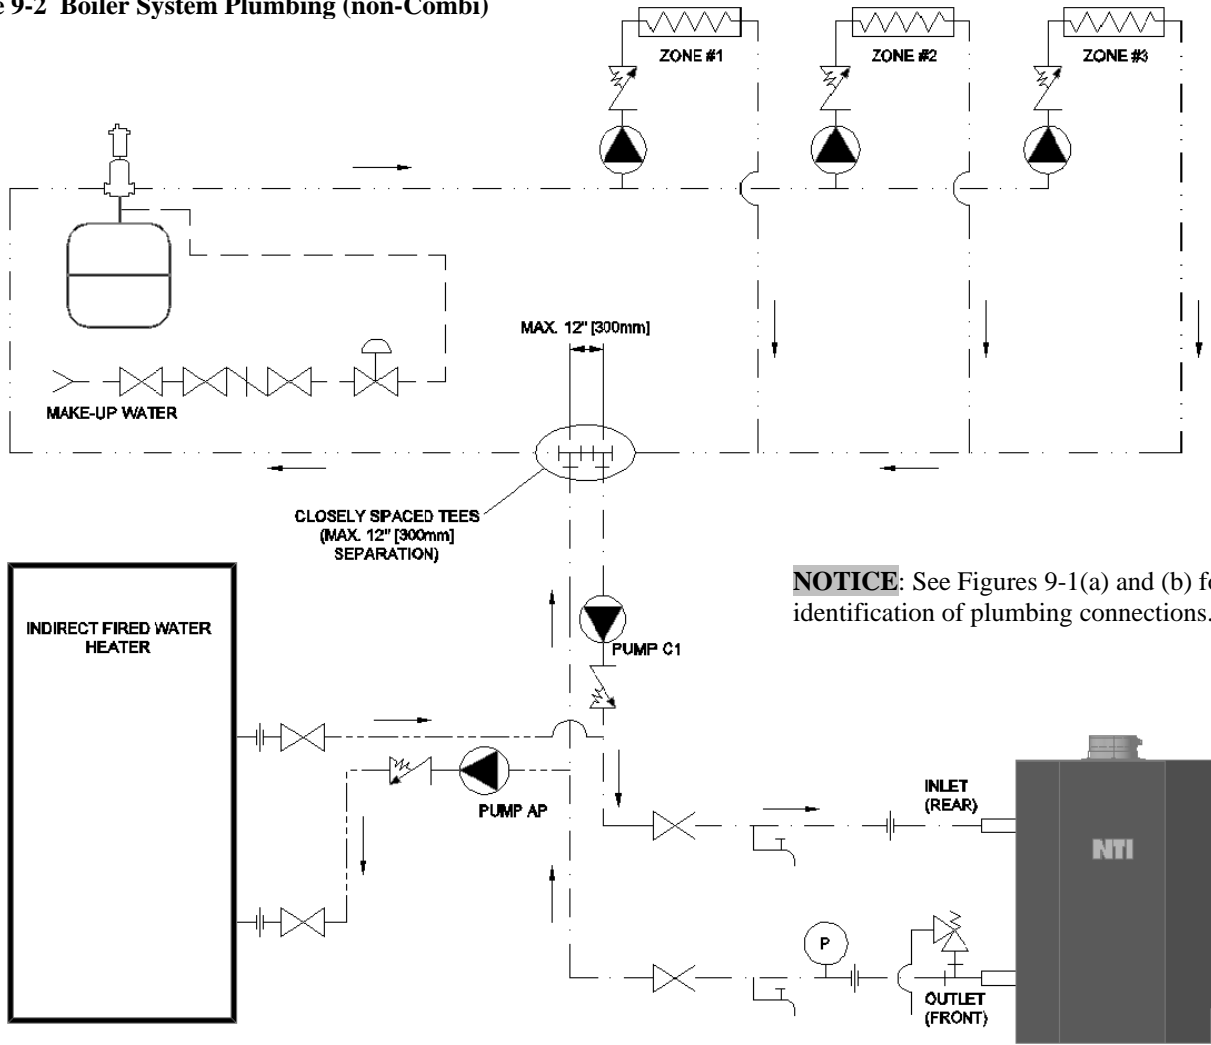 9-2 Boiler System Plumbing (non-Combi)
ZONE #1
ZONE #2
ZONE #3
MAX. 12" [300mm]
MAKE-UP WATER
CLOSELY SPACED TEES
(MAX. 12" [300mm]
SEPARATION)
NOTICE: See Figures 9-1(a) and (b)
identification of plumbing connections.
INDIRECT FIRED WATER
HEATER
PUMP C1
PUMP AP
INLET
(REAR)
NTI
P
OUTLET
(FRONT)